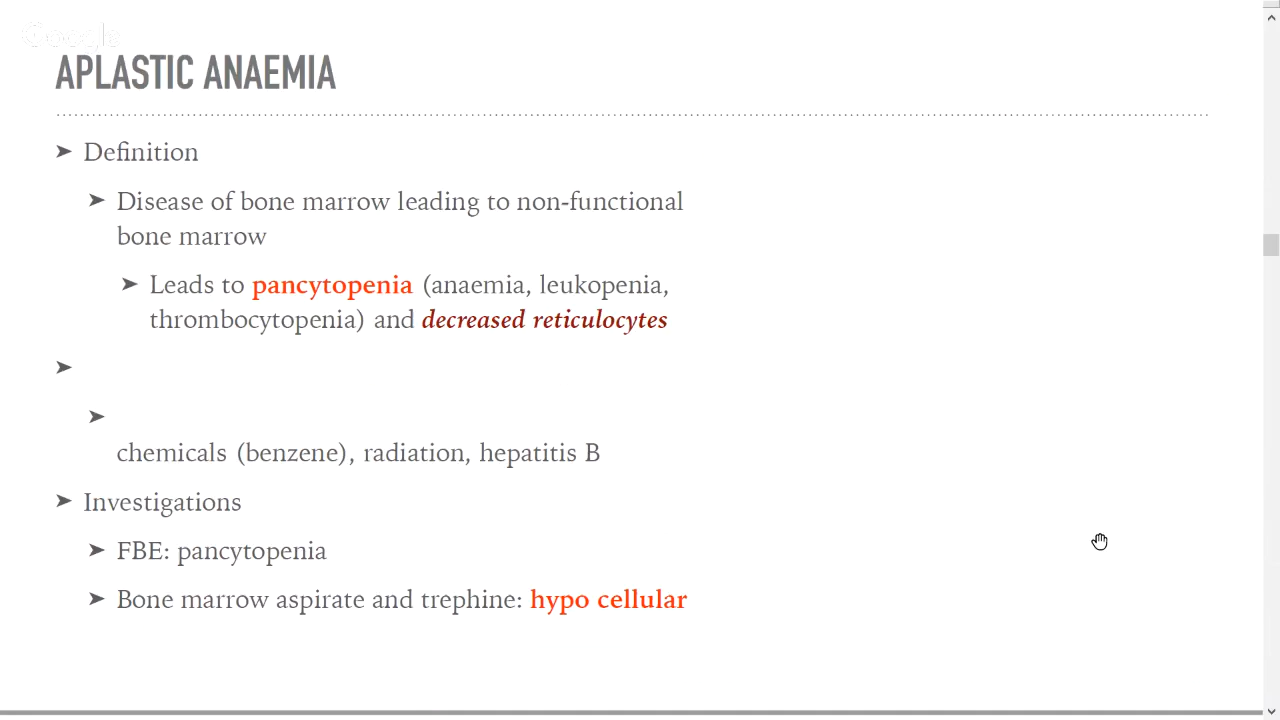 APLASTIC ANAEMIA
➤ Definition
➤ Disease of bone marrow leading to non-functional
bone marrow
➤ Leads to pancytopenia (anaemia, leukopenia,
thrombocytopenia) and decreased reticulocytes
➤
➤
chemicals (benzene), radiation, hepatitis B
➤ Investigations
➤ FBE: pancytopenia
➤ Bone marrow aspirate and trephine: hypo cellular